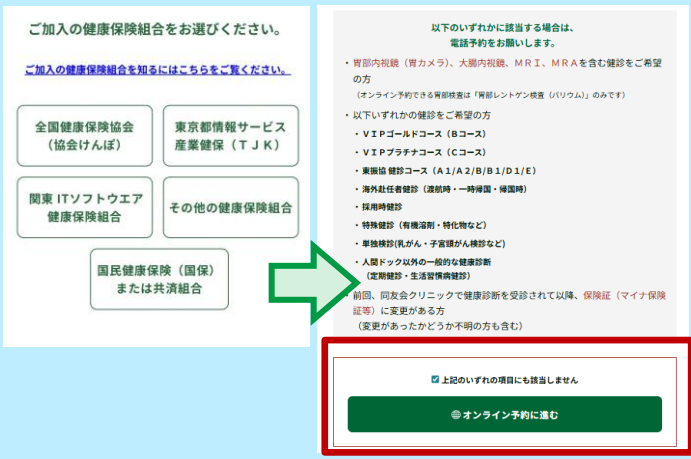 ご加入の健康保険組合をお選びください。
ご加入の健康保険組合を知るにはこちらをご覧ください。
全国健康保険協会
（協会けんぽ）
東京都情報サービス
産業健保（ＴＪＫ）
関東 ITソフトウエア
健康保険組合
その他の健康保険組合
国民健康保険（国保）
または共済組合
以下のいずれかに該当する場合は、
電話予約をお願いします。
・胃部内視鏡（胃カメラ）、大腸内視鏡、ＭＲＩ、ＭＲＡを含む健診をご希望
の方
（オンライン予約できる胃部検査は「胃部レントゲン検査（バリウム）」のみです）
・以下いずれかの健診をご希望の方
・ＶＩＰゴールドコース（Ｂコース）
・ＶＩＰプラチナコース（Ｃコース）
・東振協 健診コース（Ａ１/Ａ２/Ｂ/Ｂ１/Ｄ１/Ｅ）
・海外赴任者健診（渡航時・一時帰国・帰国時）
・採用時健診
・特殊健診（有機溶剤・特化物など）
・単独検診(乳がん・子宮頸がん検診など)
・人間ドック以外の一般的な健康診断
（定期健診・生活習慣病健診）
・前回、同友会クリニックで健康診断を受診されて以降、保険証（マイナ保険
証等）に変更がある方
（変更があったかどうか不明の方も含む）
上記のいずれの項目にも該当しません
オンライン予約に進む